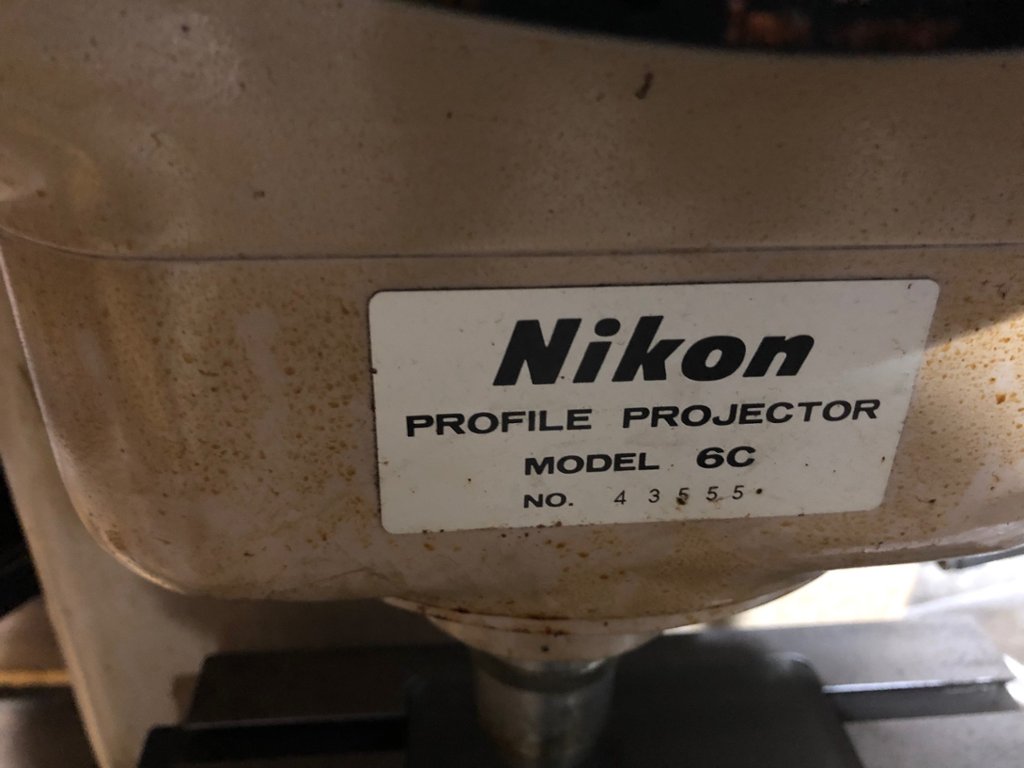 Nikon
PROFILE PROJECTOR
MODEL 6C
NO. 43555